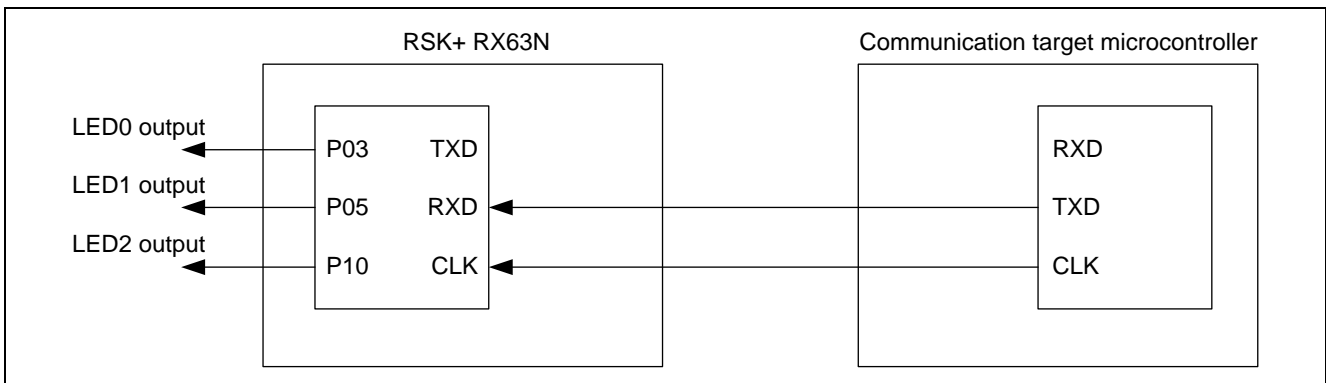 RSK+ RX63N
Communication target microcontroller
LED0 output
P03
TXD
RXD
LED1 output
P05
RXD
TXD
LED2 output
P10
CLK
CLK